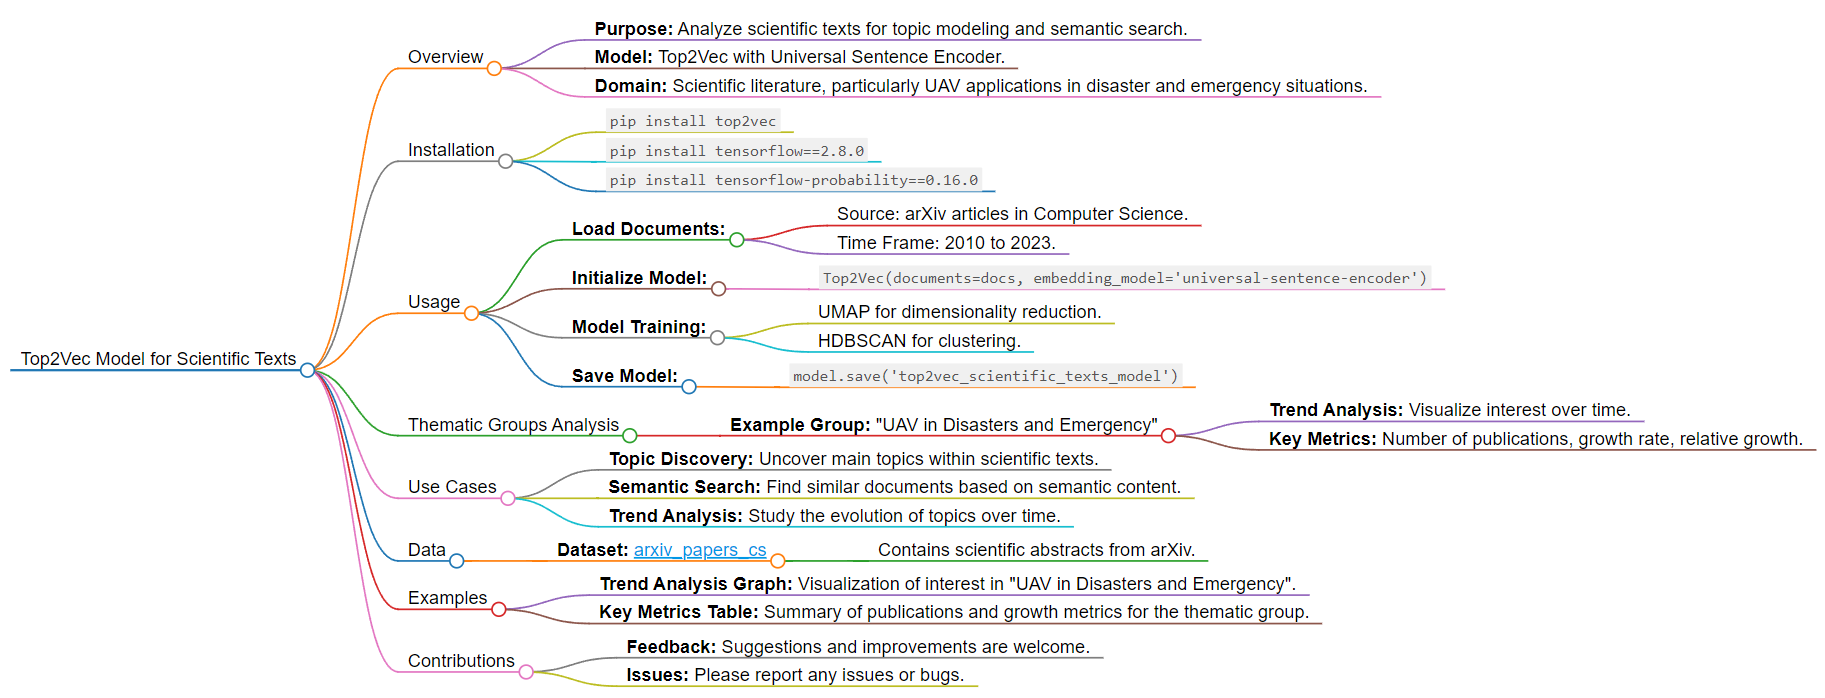 Top2Vec Model for Scientific Texts
Overview
Purpose: Analyze scientific texts for topic modeling and semantic search.
Model: Top2Vec with Universal Sentence Encoder.
Domain: Scientific literature, particularly UAV applications in disaster and emergency situations.
Installation
pip install top2vec
pip install tensorflow==2.8.0
pip install tensorflow-probability==0.16.0
Usage
Load Documents:
Source: arXiv articles in Computer Science.
Time Frame: 2010 to 2023.
Initialize Model:
Top2Vec(documents=docs, embedding_model='universal-sentence-encoder')
Model Training:
UMAP for dimensionality reduction.
HDBSCAN for clustering.
Save Model:
model.save('top2vec_scientific_texts_model')
Thematic Groups Analysis
Example Group: "UAV in Disasters and Emergency"
Trend Analysis: Visualize interest over time.
Key Metrics: Number of publications, growth rate, relative growth.
Use Cases
Topic Discovery: Uncover main topics within scientific texts.
Semantic Search: Find similar documents based on semantic content.
Trend Analysis: Study the evolution of topics over time.
Data
Dataset: arxiv_papers_cs
Contains scientific abstracts from arXiv.
Examples
Trend Analysis Graph: Visualization of interest in "UAV in Disasters and Emergency".
Key Metrics Table: Summary of publications and growth metrics for the thematic group.
Contributions
Feedback: Suggestions and improvements are welcome.
Issues: Please report any issues or bugs.